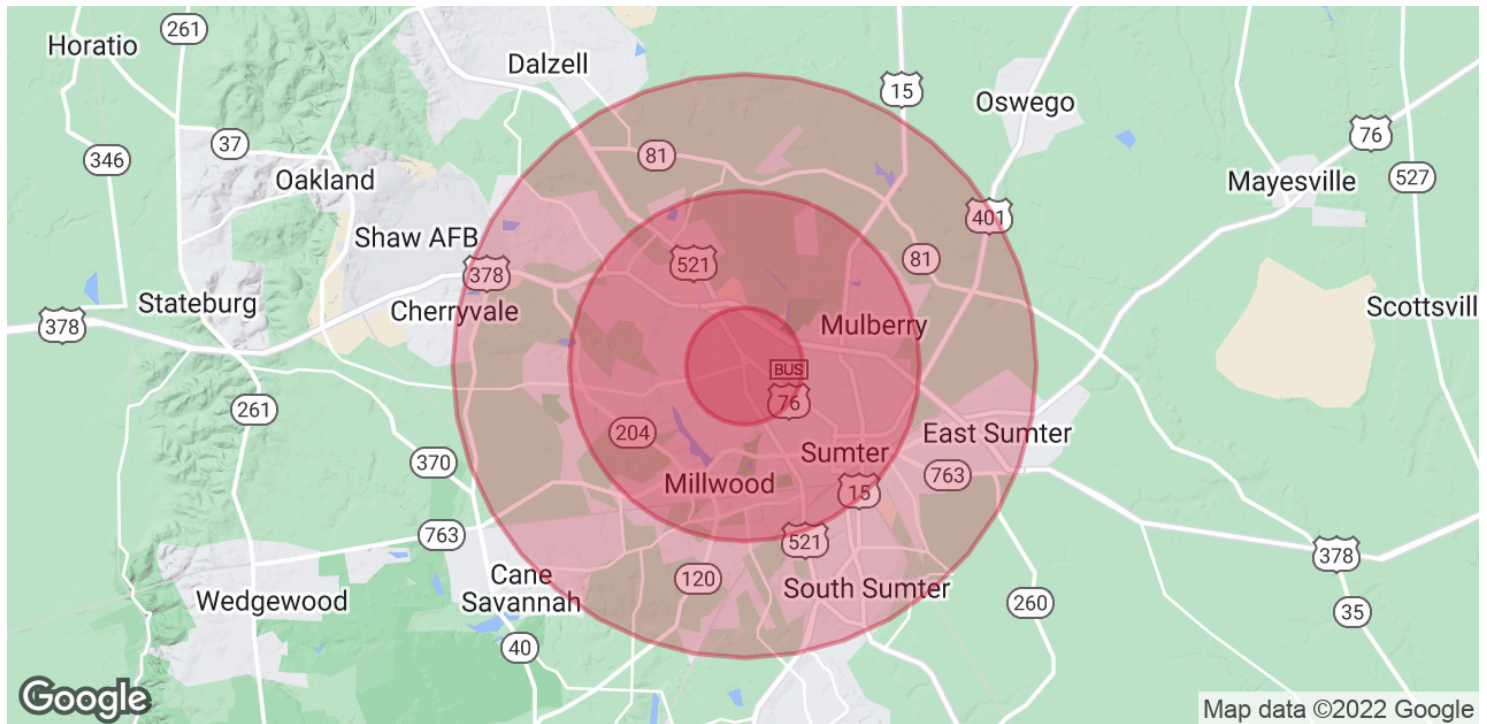 261
Horatio
Dalzell
15
Oswego
76
37
346
81
527
Oakland
Mayesville
401
Shaw AFB
378
521
81
Stateburg
Cherryvale
Scottsvill
378
Mulberry
BUS
76
261
204
East Sumter
Sumter
370
763
Millwood
15
763
521
378
Cane
Savannah
120
South Sumter
Wedgewood
260
35
40
Google
Map data ©2022 Google